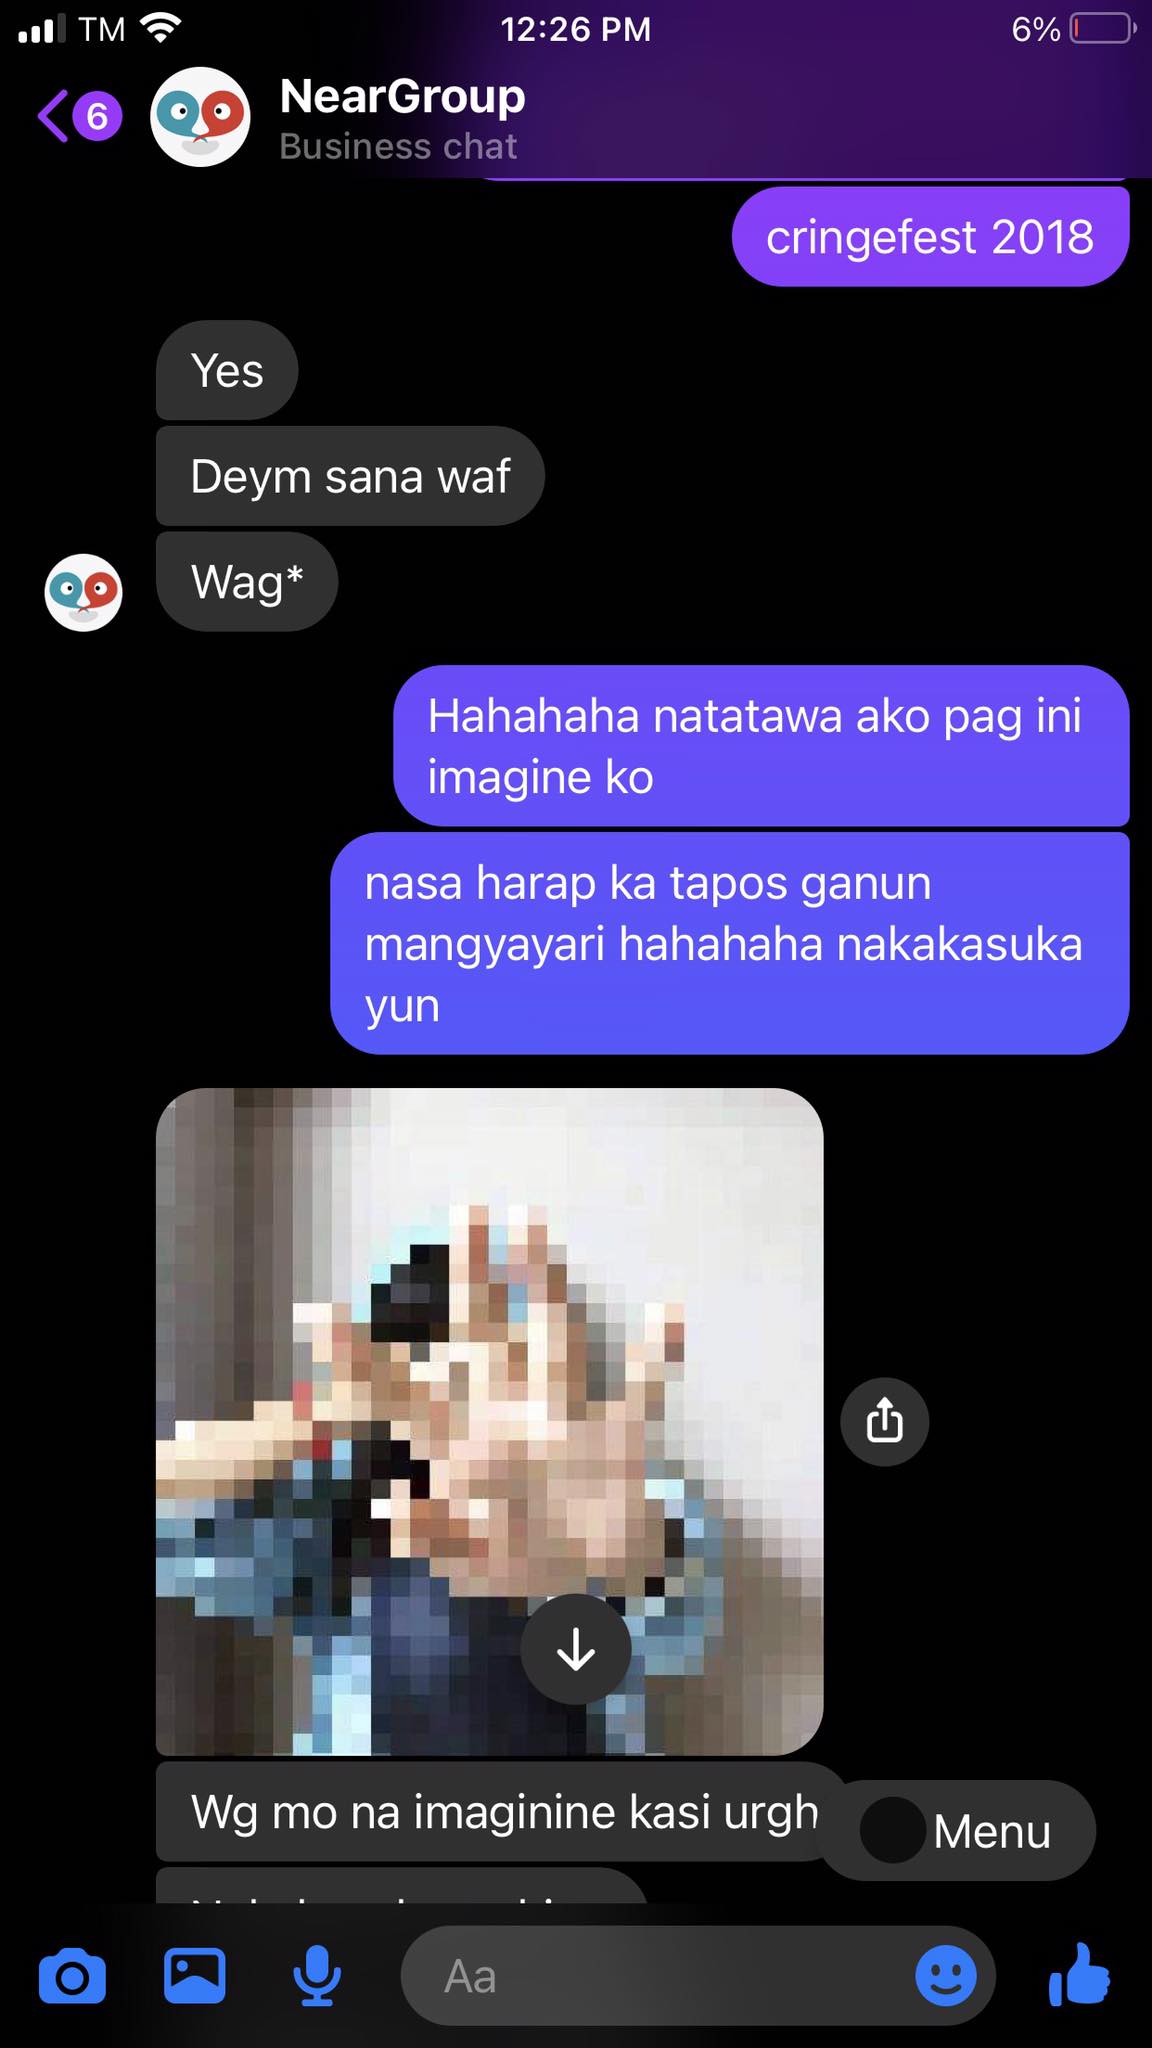 TM
12:26 PM
6%
6
NearGroup
Business chat
cringefest 2018
Yes
Deym sana waf
Wag*
Hahahaha natatawa ako pag ini
imagine ko
nasa harap ka tapos ganun
mangyayari hahahaha nakakasuka
yun
Wg mo na imaginine kasi urgh
Menu
Aa